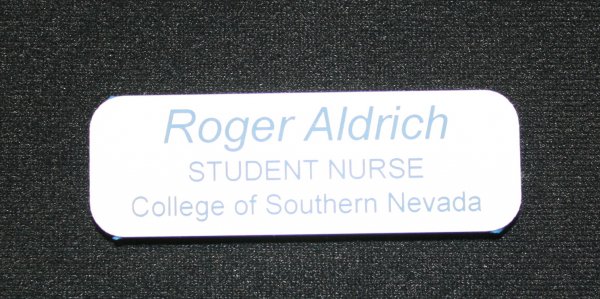 Roger Aldrich
STUDENT NURSE
College of Southern Nevada